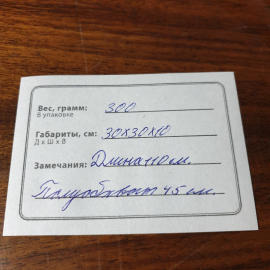 Вес, грамм: 300
В упаковке
Габариты, см: 30х30х10
Д х Ш х В
Замечания: Длина 110 см.
Полуобхват 45 см.